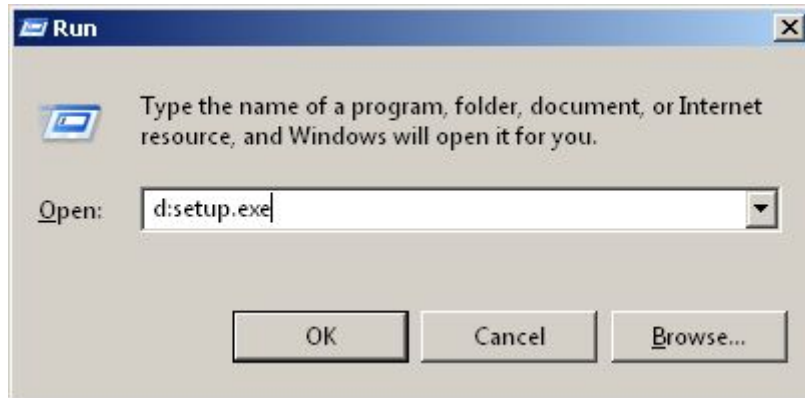 Run
Type the name of a program, folder, document, or Internet
resource, and Windows will open it for you.
Open: d:setup.exe
OK Cancel Browse...